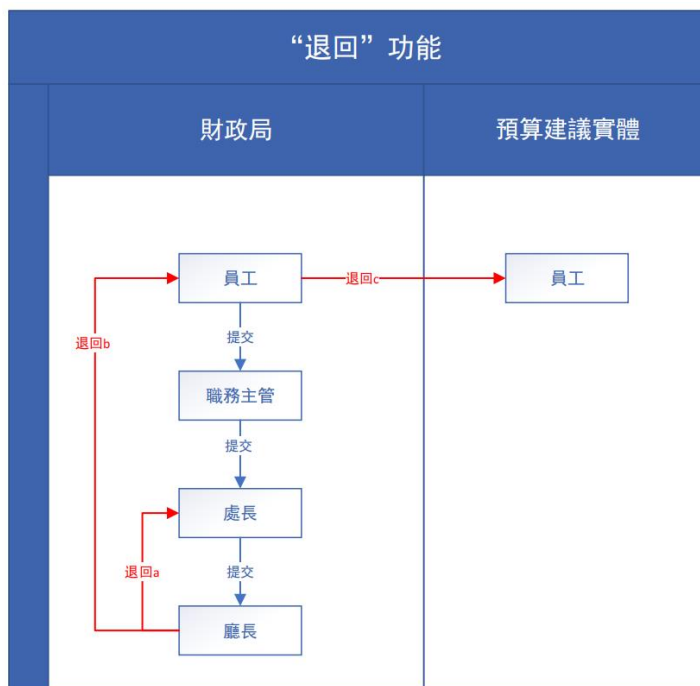 “退回”功能
財政局
預算建議實體
員工
退回c
員工
提交
退回b
職務主管
提交
處長
退回a
提交
廳長